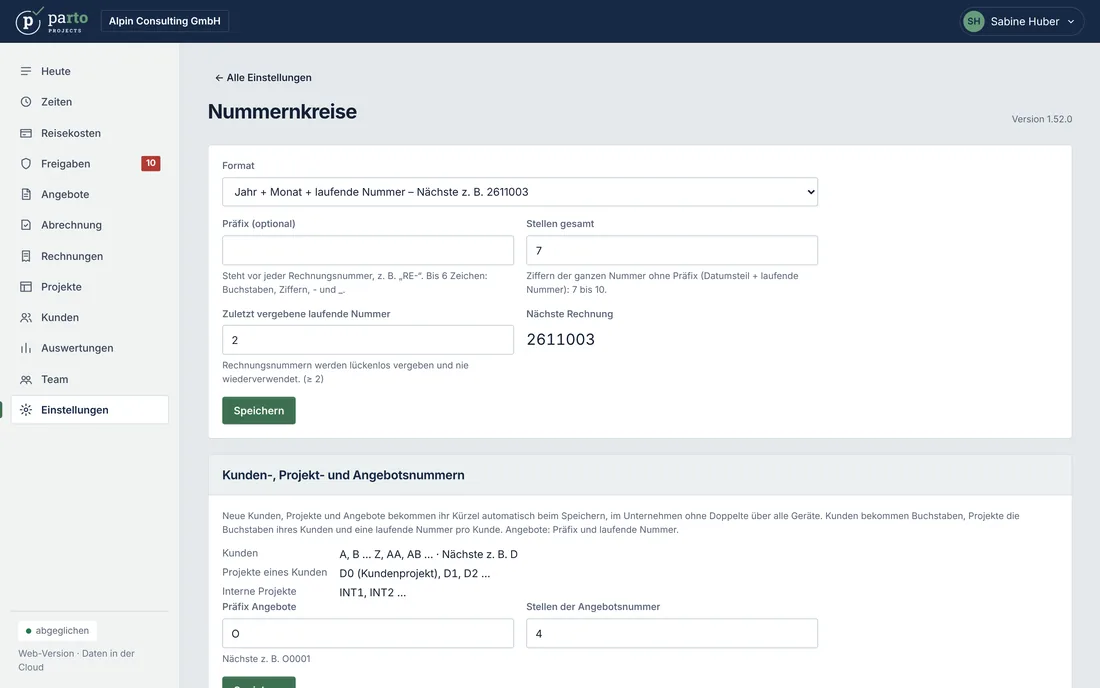 parto
PROJECTS
Alpin Consulting GmbH
SH
Sabine Huber
Heute
Zeiten
Reisekosten
Freigaben
10
Angebote
Abrechnung
Rechnungen
Projekte
Kunden
Auswertungen
Team
Einstellungen
abgeglichen
Web-Version · Daten in der
Cloud
← Alle Einstellungen
Nummernkreise
Version 1.52.0
Format
Jahr + Monat + laufende Nummer – Nächste z. B. 2611003
Präfix (optional)
Stellen gesamt
7
Steht vor jeder Rechnungsnummer, z. B. „RE-“. Bis 6 Zeichen:
Buchstaben, Ziffern, - und _.
Ziffern der ganzen Nummer ohne Präfix (Datumsteil + laufende
Nummer): 7 bis 10.
Zuletzt vergebene laufende Nummer
Nächste Rechnung
2
2611003
Rechnungsnummern werden lückenlos vergeben und nie
wiederverwendet. (≥ 2)
Speichern
Kunden-, Projekt- und Angebotsnummern
Neue Kunden, Projekte und Angebote bekommen ihr Kürzel automatisch beim Speichern, im Unternehmen ohne Doppelte über alle Geräte. Kunden bekommen Buchstaben, Projekte die
Buchstaben ihres Kunden und eine laufende Nummer pro Kunde. Angebote: Präfix und laufende Nummer.
Kunden A, B ... Z, AA, AB ... · Nächste z. B. D
Projekte eines Kunden D0 (Kundenprojekt), D1, D2 ...
Interne Projekte INT1, INT2 ...
Präfix Angebote
Stellen der Angebotsnummer
O
4
Nächste z. B. O0001